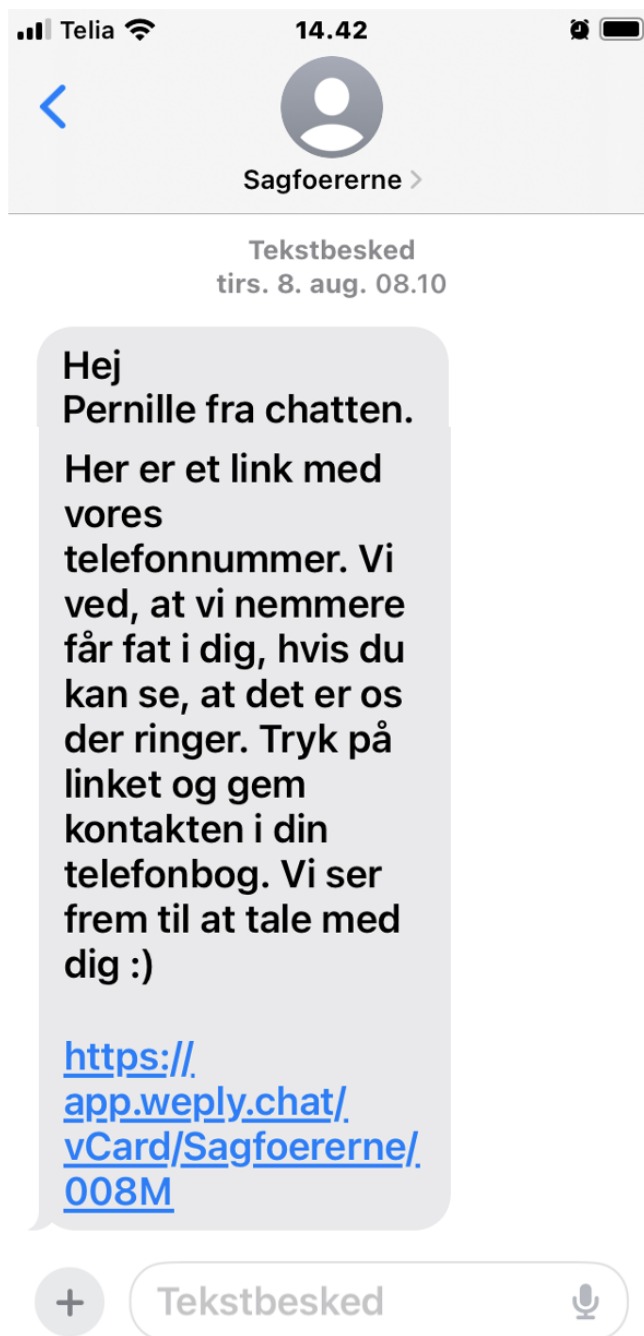 Telia
14.42
Sagfoererne
Tekstbesked
tirs. 8. aug. 08.10
Hej
Pernille fra chatten.
Her er et link med
vores
telefonnummer. Vi
ved, at vi nemmere
får fat i dig, hvis du
kan se, at det er os
der ringer. Tryk på
linket og gem
kontakten i din
telefonbog. Vi ser
frem til at tale med
dig :)
https://
app.weply.chat/
vCard/Sagfoererne/
008M
Tekstbesked